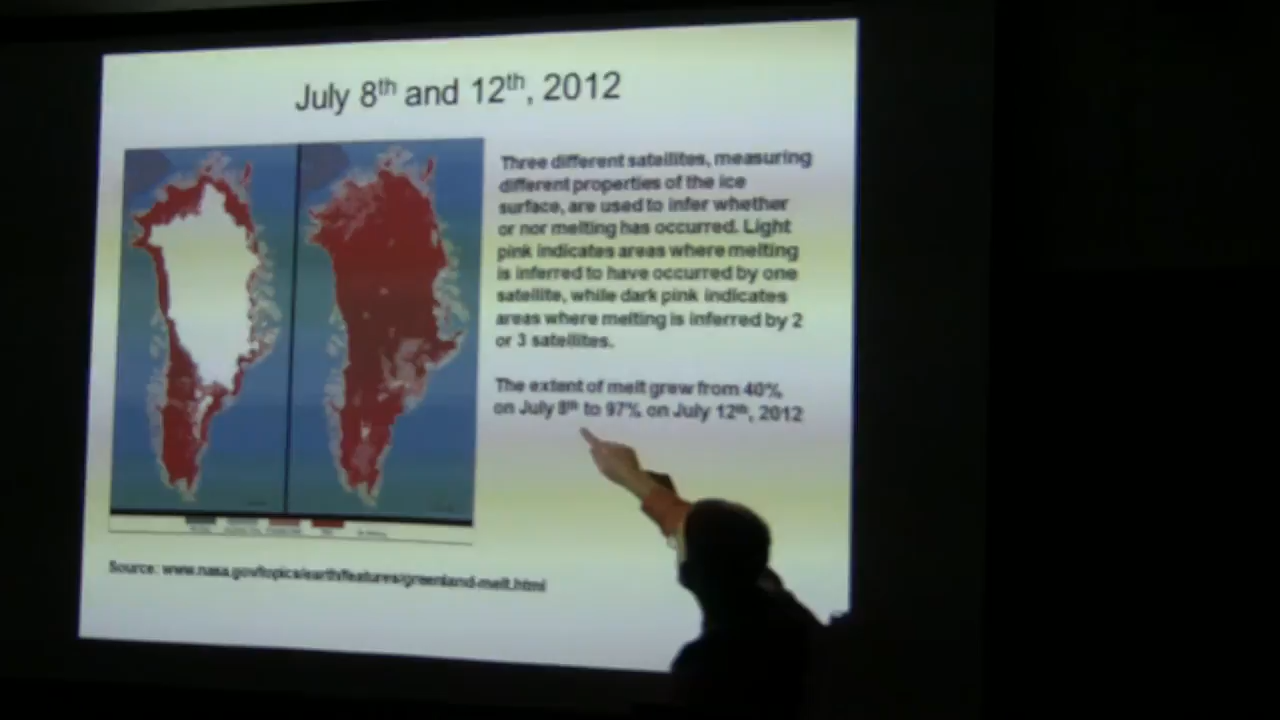 July 8th and 12th, 2012
Three different satellites, measuring
different properties of the ice
surface, are used to infer whether
or nor melting has occurred. Light
pink indicates areas where melting
is inferred to have occurred by one
satellite, while dark pink indicates
areas where melting is inferred by 2
or 3 satellites.
The extent of melt grew from 40%
on July 8th to 97% on July 12th, 2012
Source: www.nasa.gov/topics/earth/features/greenland-melt.html